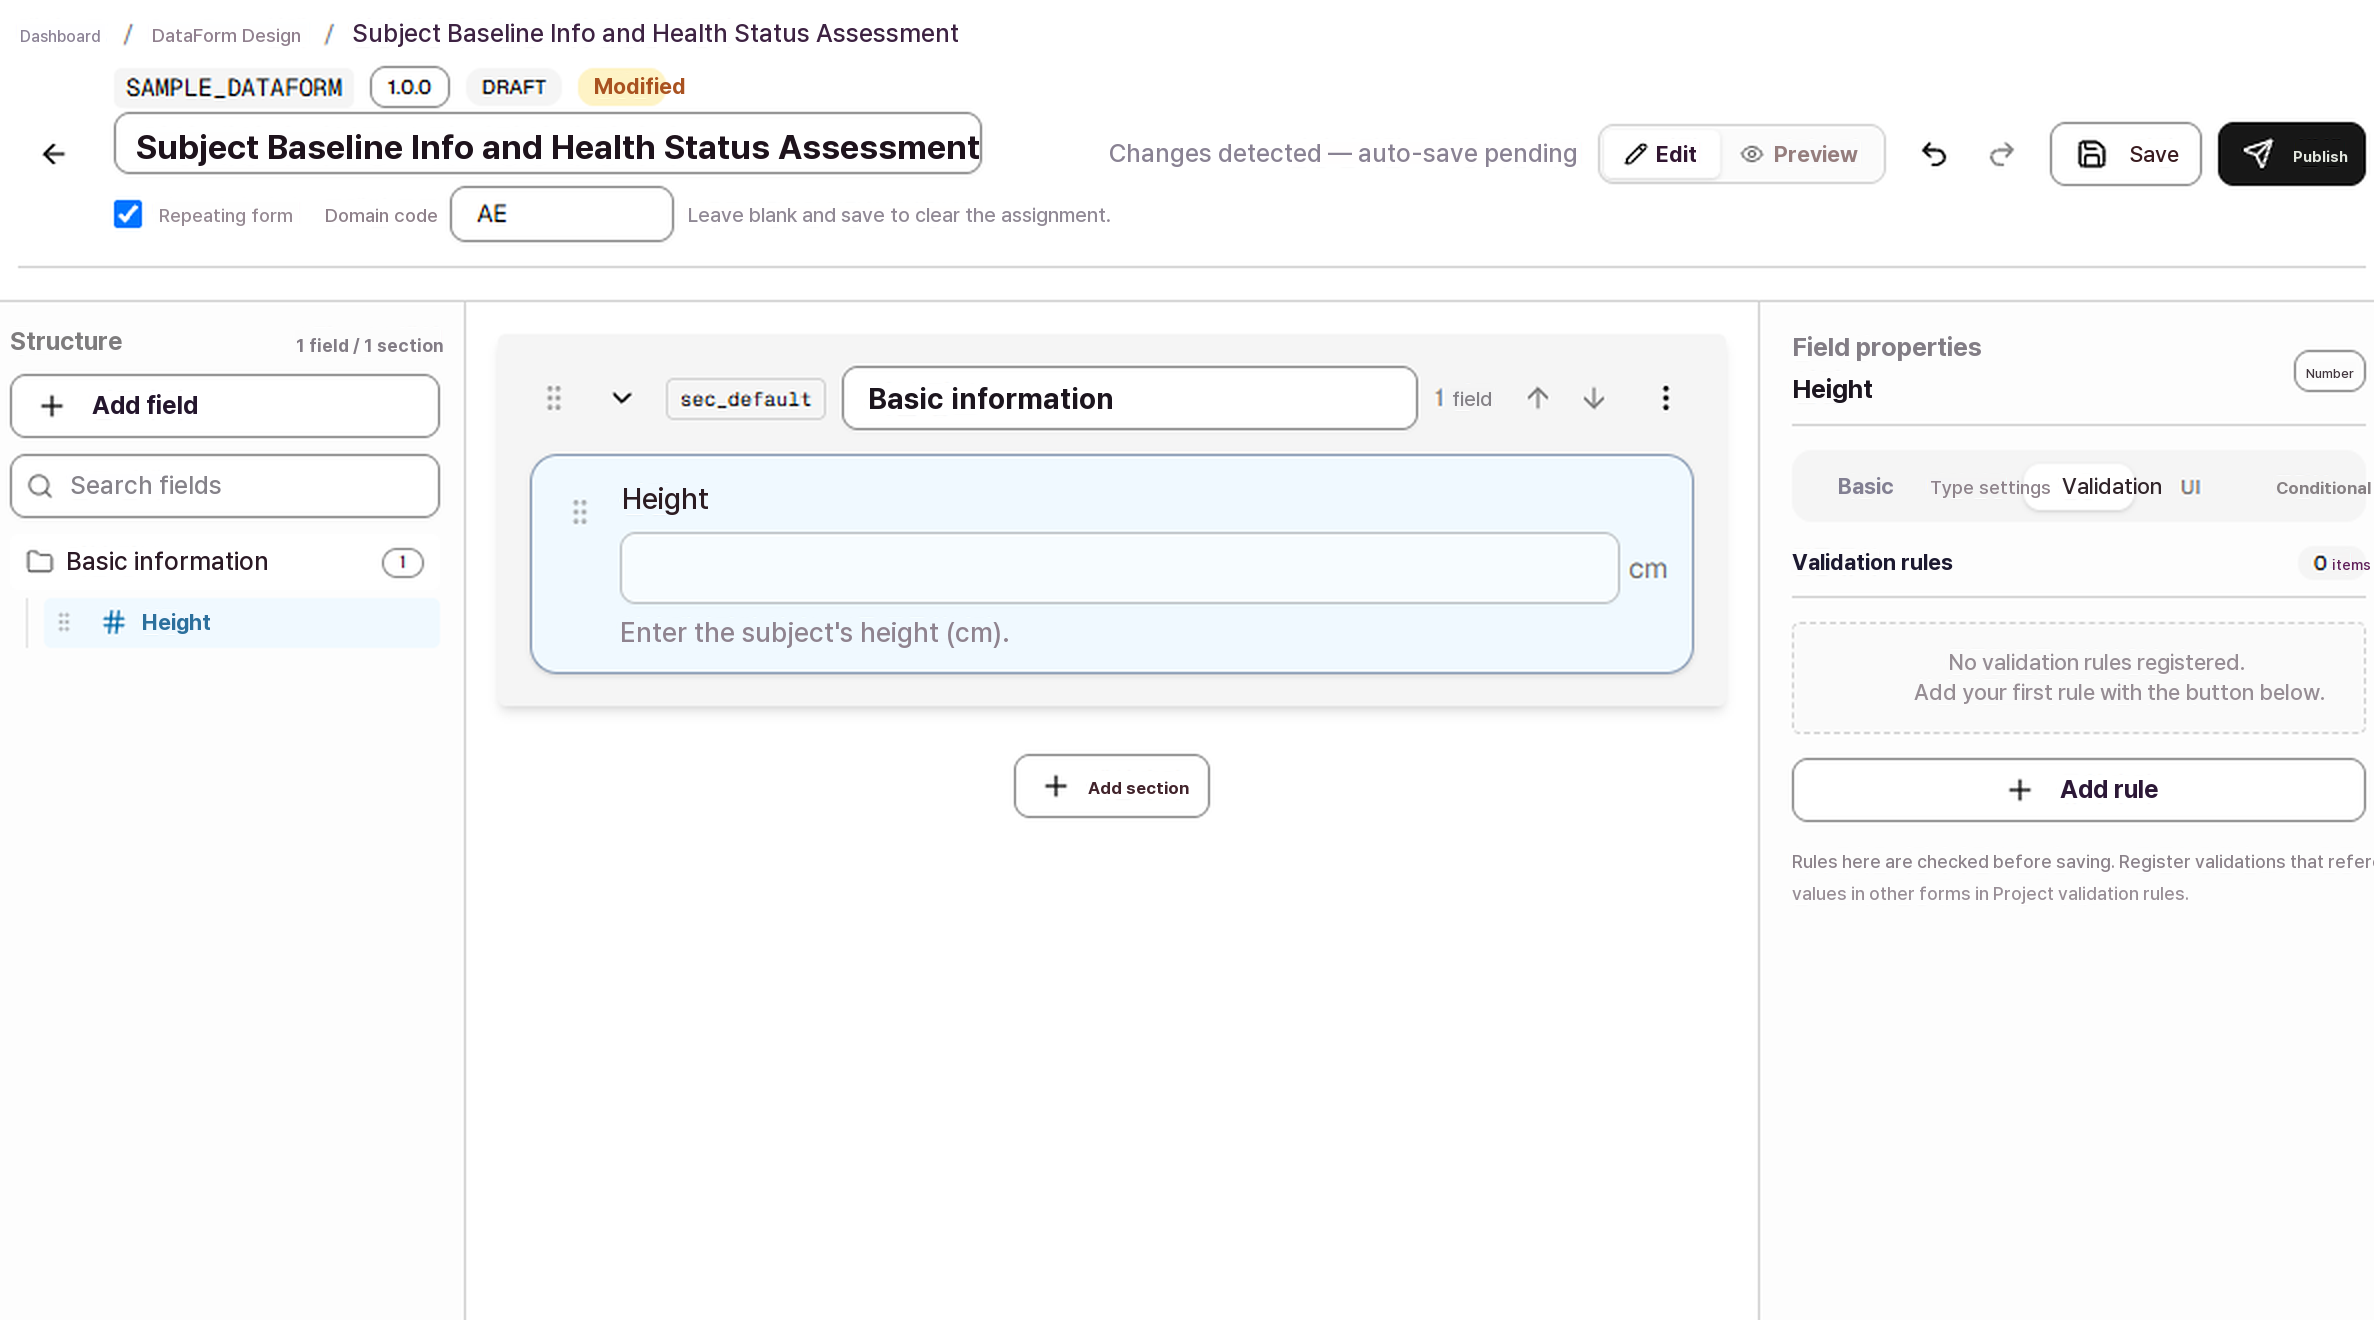 Dashboard / DataForm Design / Subject Baseline Info and Health Status Assessment
SAMPLE_DATAFORM 1.0.0 DRAFT Modified
Subject Baseline Info and Health Status Assessment
Changes detected — auto-save pending Edit Preview Save Publish
Repeating form Domain code AE Leave blank and save to clear the assignment.
Structure 1 field / 1 section
Add field
Search fields
Basic information 1
# Height
sec_default Basic information 1 field
Height
cm
Enter the subject's height (cm).
Add section
Field properties
Height
Number
Basic Type settings Validation UI Conditional
Validation rules 0 items
No validation rules registered.
Add your first rule with the button below.
Add rule
Rules here are checked before saving. Register validations that refer
values in other forms in Project validation rules.